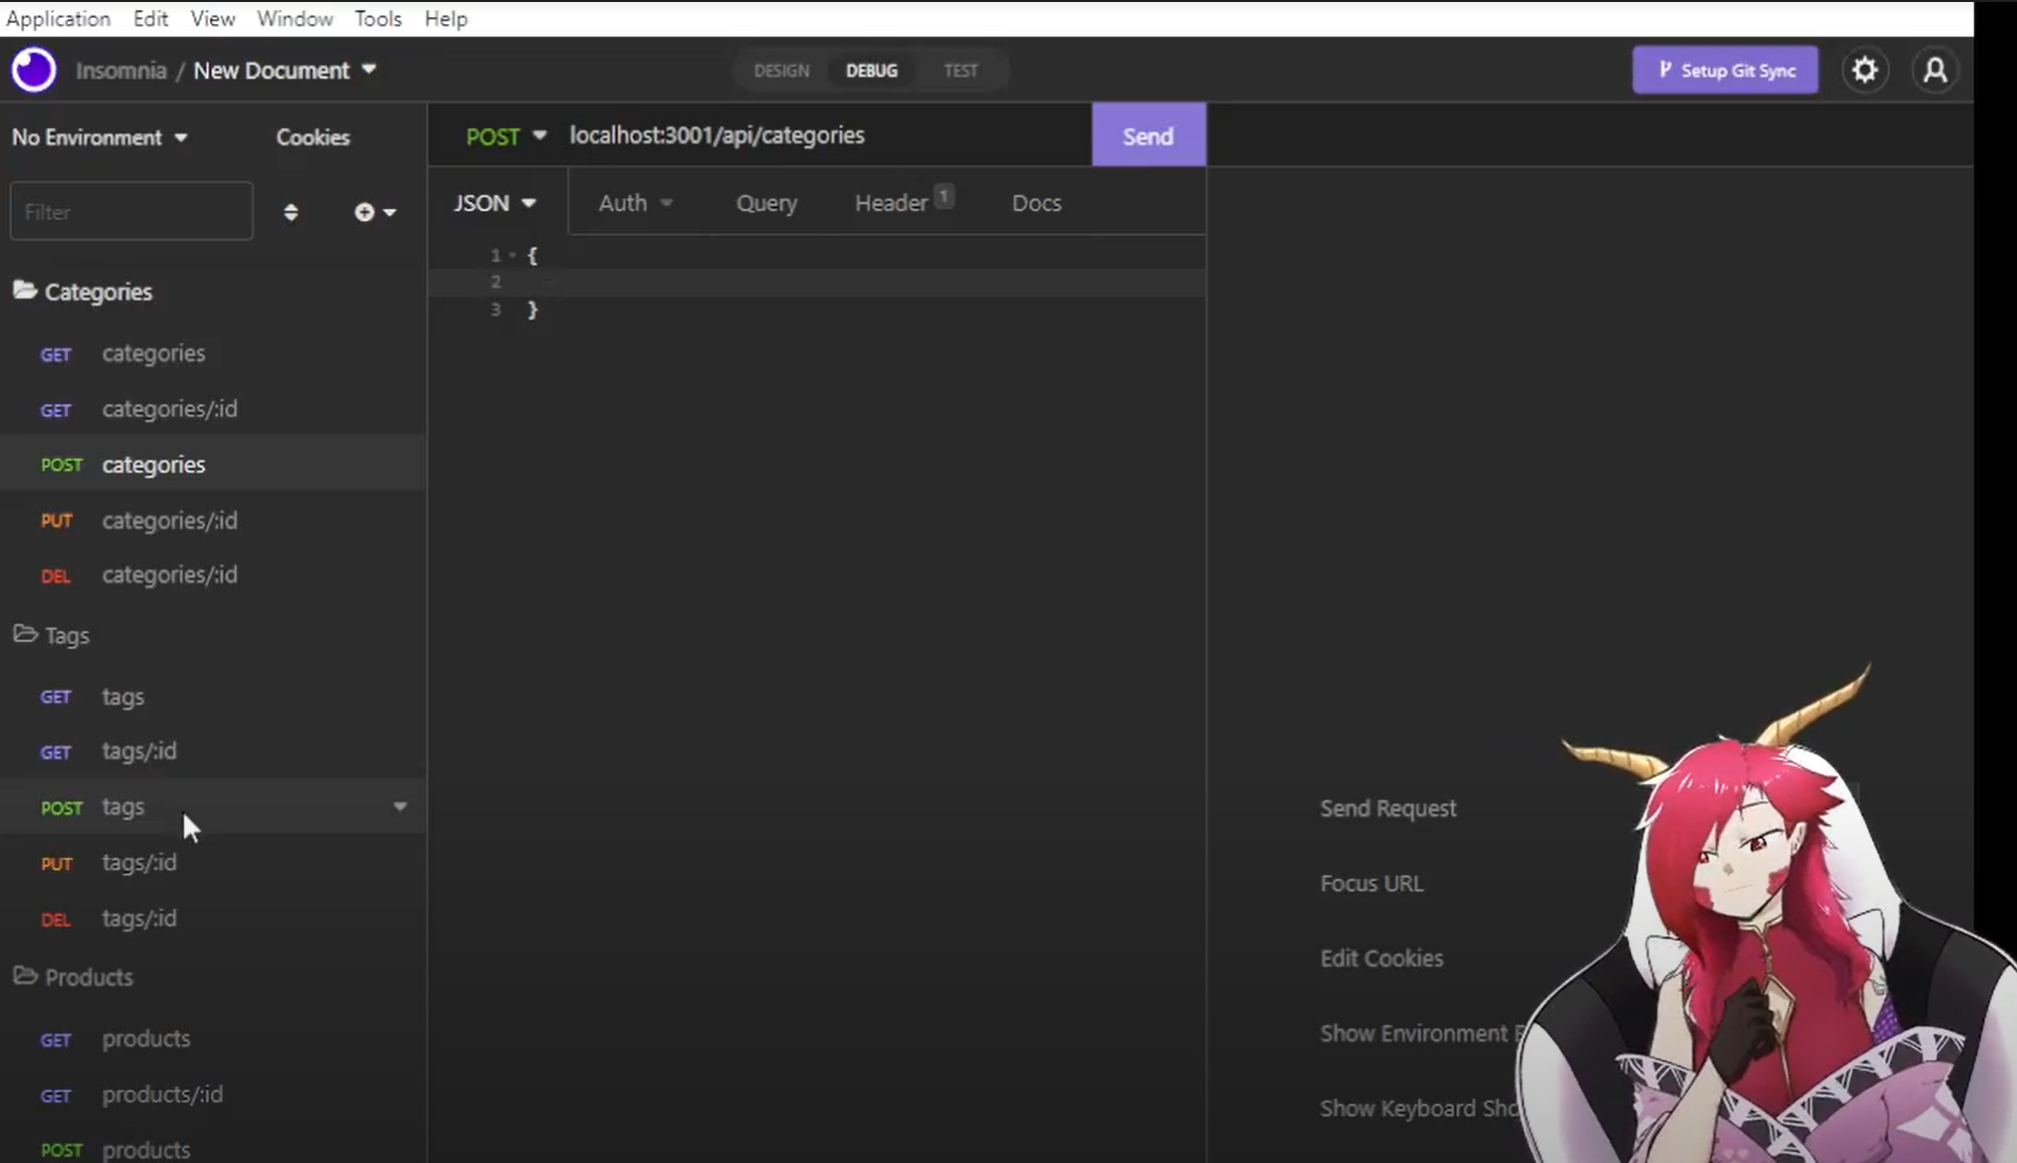 Application Edit View Window Tools Help
Insomnia / New Document
DESIGN DEBUG TEST
Setup Git Sync
No Environment Cookies
Filter
Categories
GET categories
GET categories/:id
POST categories
PUT categories/:id
DEL categories/:id
Tags
GET tags
GET tags/:id
POST tags
PUT tags/:id
DEL tags/:id
Products
GET products
GET products/:id
POST products
POST localhost:3001/api/categories Send
JSON Auth Query Header 1 Docs
1 {
2
3 }
Send Request
Focus URL
Edit Cookies
Show Environment
Show Keyboard